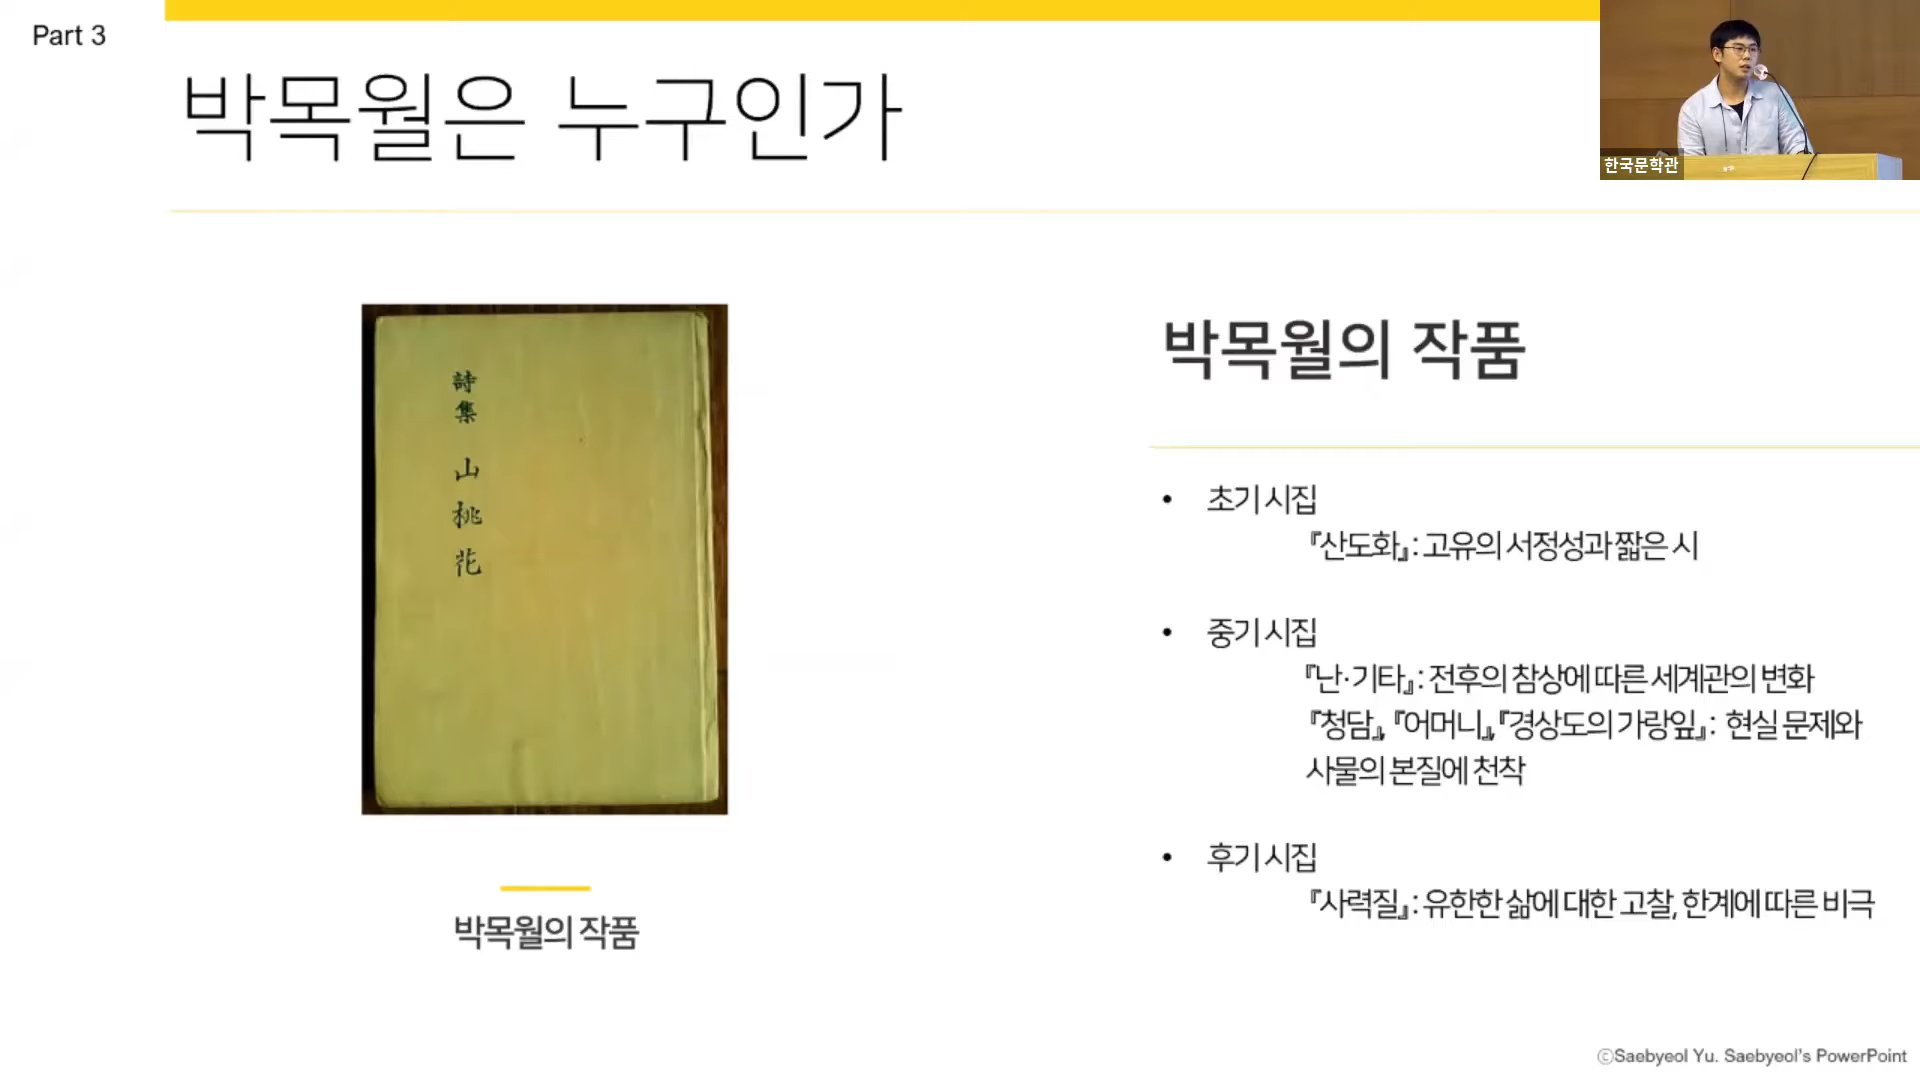 Part 3
박목월은 누구인가
한국문학관
詩集 山桃花
박목월의 작품
박목월의 작품
• 초기 시집
『산도화』: 고유의 서정성과 짧은 시
• 중기 시집
『난·기타』: 전후의 참상에 따른 세계관의 변화
『청담』, 『어머니』,『경상도의 가랑잎』: 현실 문제와
사물의 본질에 천착
• 후기 시집
『사력질』: 유한한 삶에 대한 고찰, 한계에 따른 비극
ⓒSaebyeol Yu. Saebyeol's PowerPoint